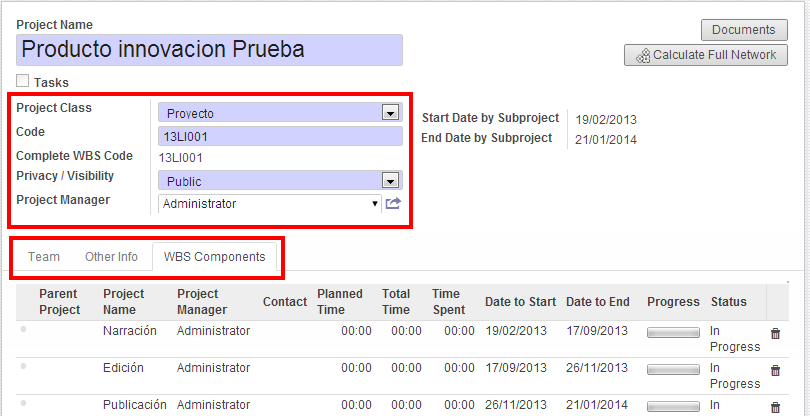 Project Name
Documents
Producto innovacion Prueba
Calculate Full Network
Tasks
Project Class Proyecto
Start Date by Subproject 19/02/2013
Code 13LI001
End Date by Subproject 21/01/2014
Complete WBS Code 13LI001
Privacy / Visibility Public
Project Manager Administrator
Team Other Info WBS Components
Parent Project Project Name Project Manager Contact Planned Time Total Time Time Spent Date to Start Date to End Progress Status
Narración Administrator 00:00 00:00 00:00 19/02/2013 17/09/2013 In Progress
Edición Administrator 00:00 00:00 00:00 17/09/2013 26/11/2013 In Progress
Publicación Administrator 00:00 00:00 00:00 26/11/2013 21/01/2014 In